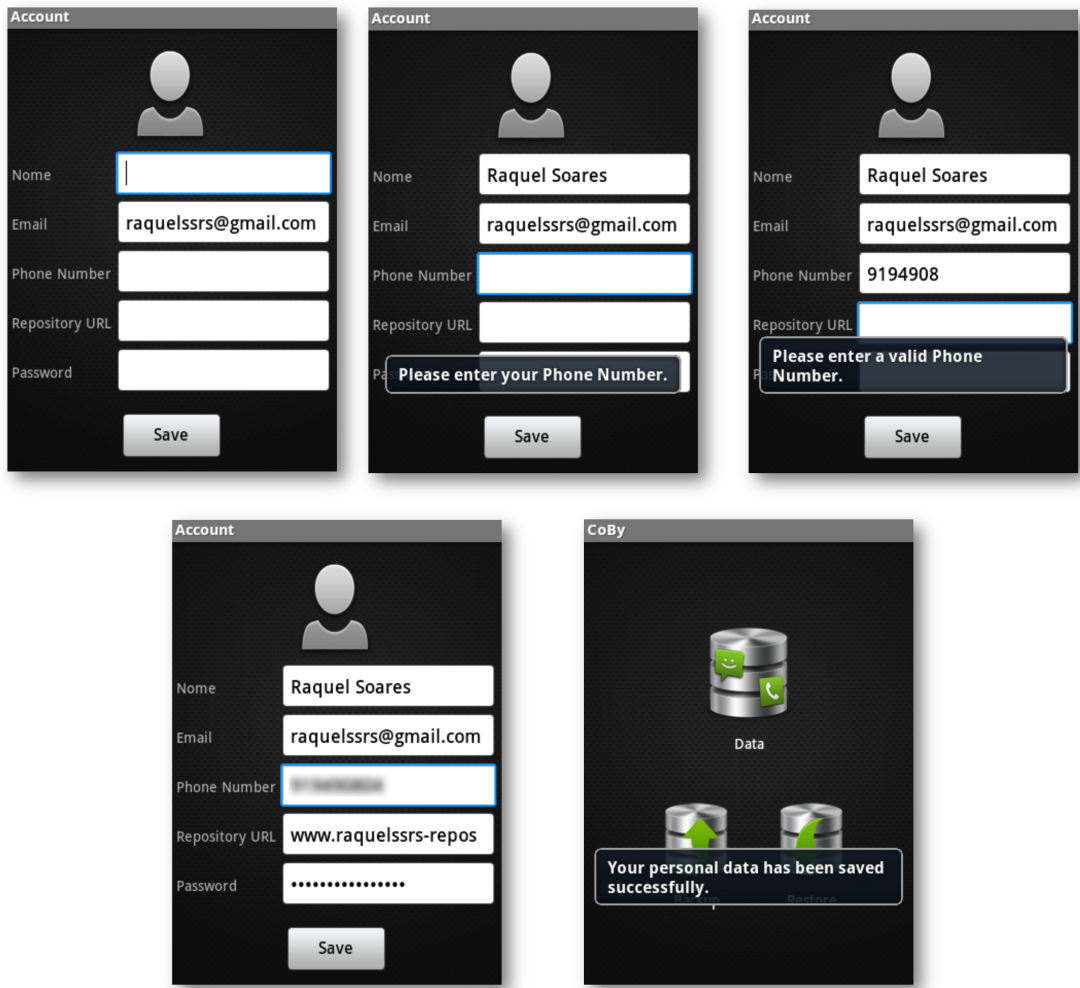 Account
Nome
Email raquelssrs@gmail.com
Phone Number
Repository URL
Password
Save
Account
Nome Raquel Soares
Email raquelssrs@gmail.com
Phone Number
Repository URL
Please enter your Phone Number.
Save
Account
Nome Raquel Soares
Email raquelssrs@gmail.com
Phone Number 9194908
Repository URL
Please enter a valid Phone
Number.
Save
Account
Nome Raquel Soares
Email raquelssrs@gmail.com
Phone Number
Repository URL www.raquelssrs-repos
Password ••••••••••••••••
Save
CoBy
Data
Your personal data has been saved
successfully.
Backup Restore